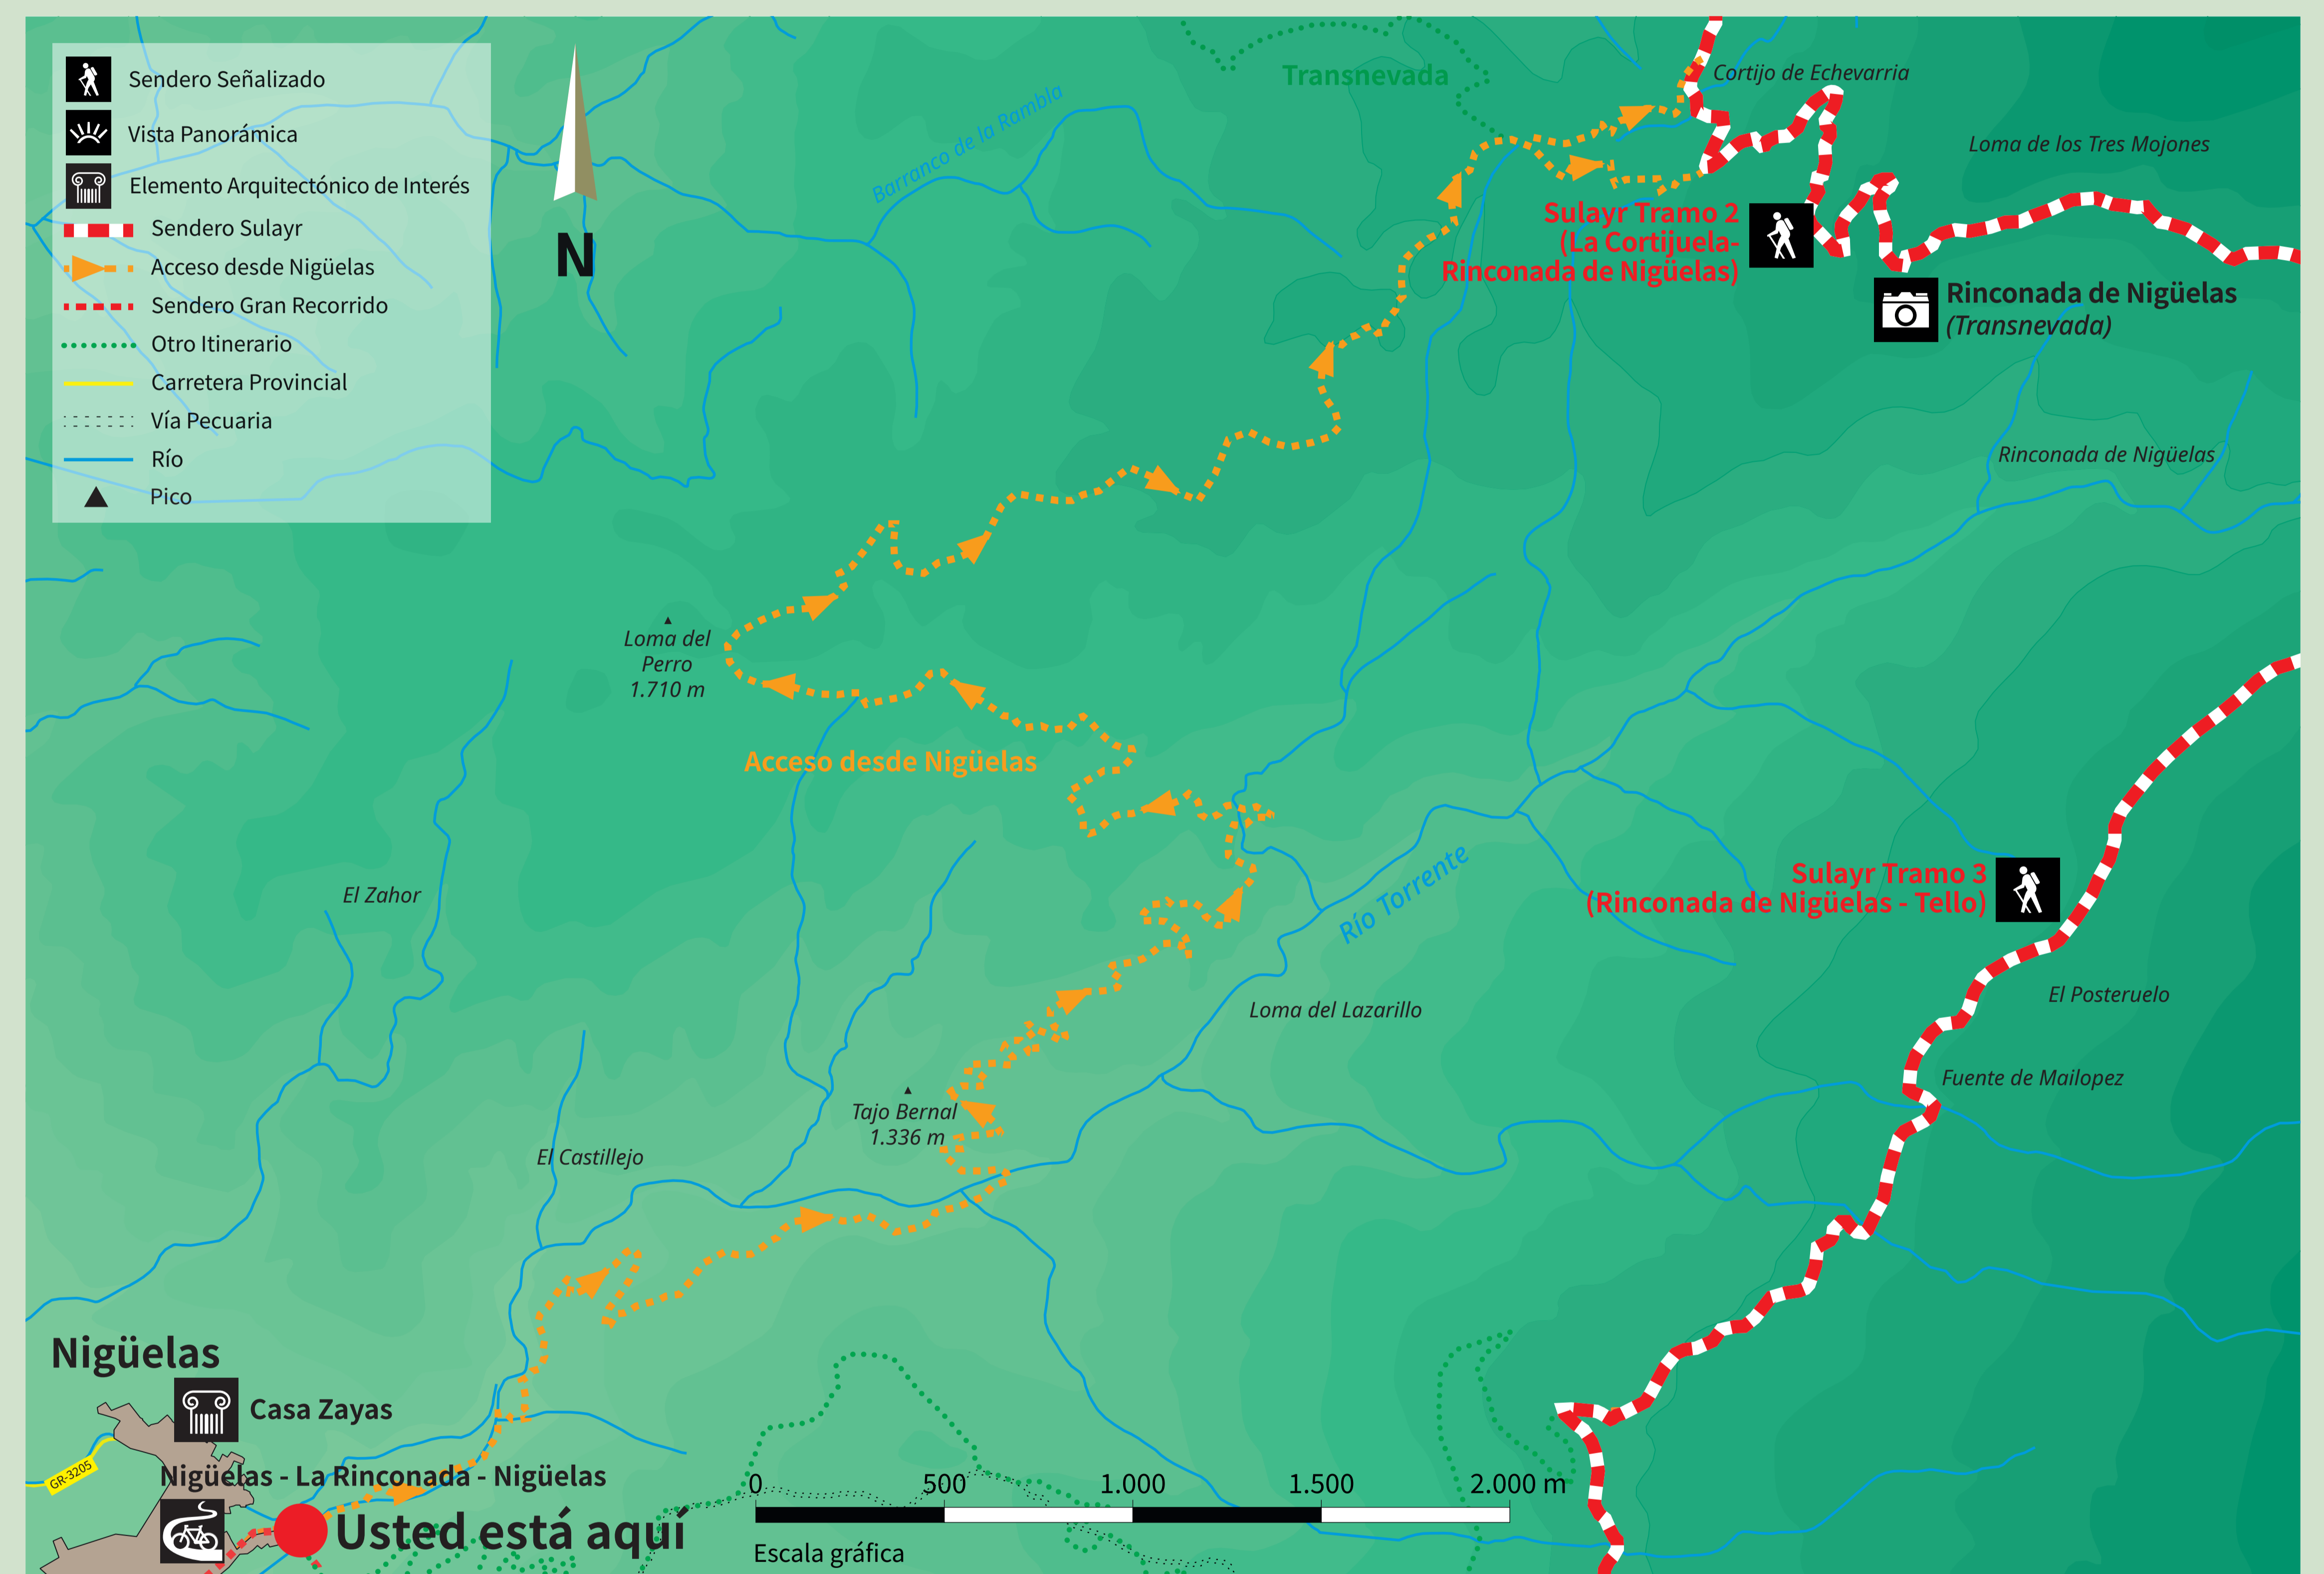 Sendero Señalizado
Vista Panorámica
Elemento Arquitectónico de Interés
Sendero Sulayr
Acceso desde Nigüelas
Sendero Gran Recorrido
Otro Itinerario
Carretera Provincial
Vía Pecuaria
Río
Pico
N
Barranco de la Rambla
Transnevada
Cortijo de Echevarria
Loma de los Tres Mojones
Sulayr Tramo 2
(La Cortijuela-
Rinconada de Nigüelas)
Rinconada de Nigüelas
(Transnevada)
Rinconada de Nigüelas
Loma del
Perro
1.710 m
Acceso desde Nigüelas
El Zahor
Río Torrente
Sulayr Tramo 3
(Rinconada de Nigüelas - Tello)
Loma del Lazarillo
El Posteruelo
Fuente de Mailopez
Tajo Bernal
1.336 m
El Castillejo
Nigüelas
Casa Zayas
GR-3205
Nigüelas - La Rinconada - Nigüelas
Usted está aquí
0 500 1.000 1.500 2.000 m
Escala gráfica